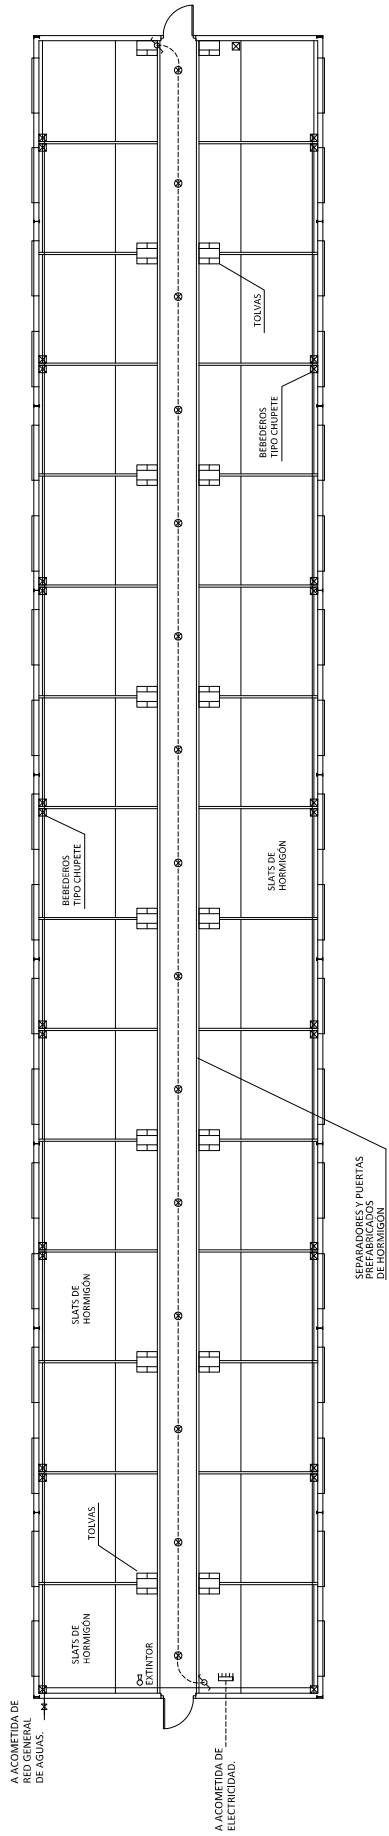 TOLVAS
BEBEDEROS
TIPO CHUPETE
BEBEDEROS
TIPO CHUPETE
SLATS DE
HORMIGÓN
SEPARADORES Y PUERTAS
PREFABRICADOS
DE HORMIGÓN
SLATS DE
HORMIGÓN
TOLVAS
SLATS DE
HORMIGÓN
EXTINTOR
A ACOMETIDA DE
RED GENERAL
DE AGUAS.
A ACOMETIDA DE
ELECTRICIDAD.